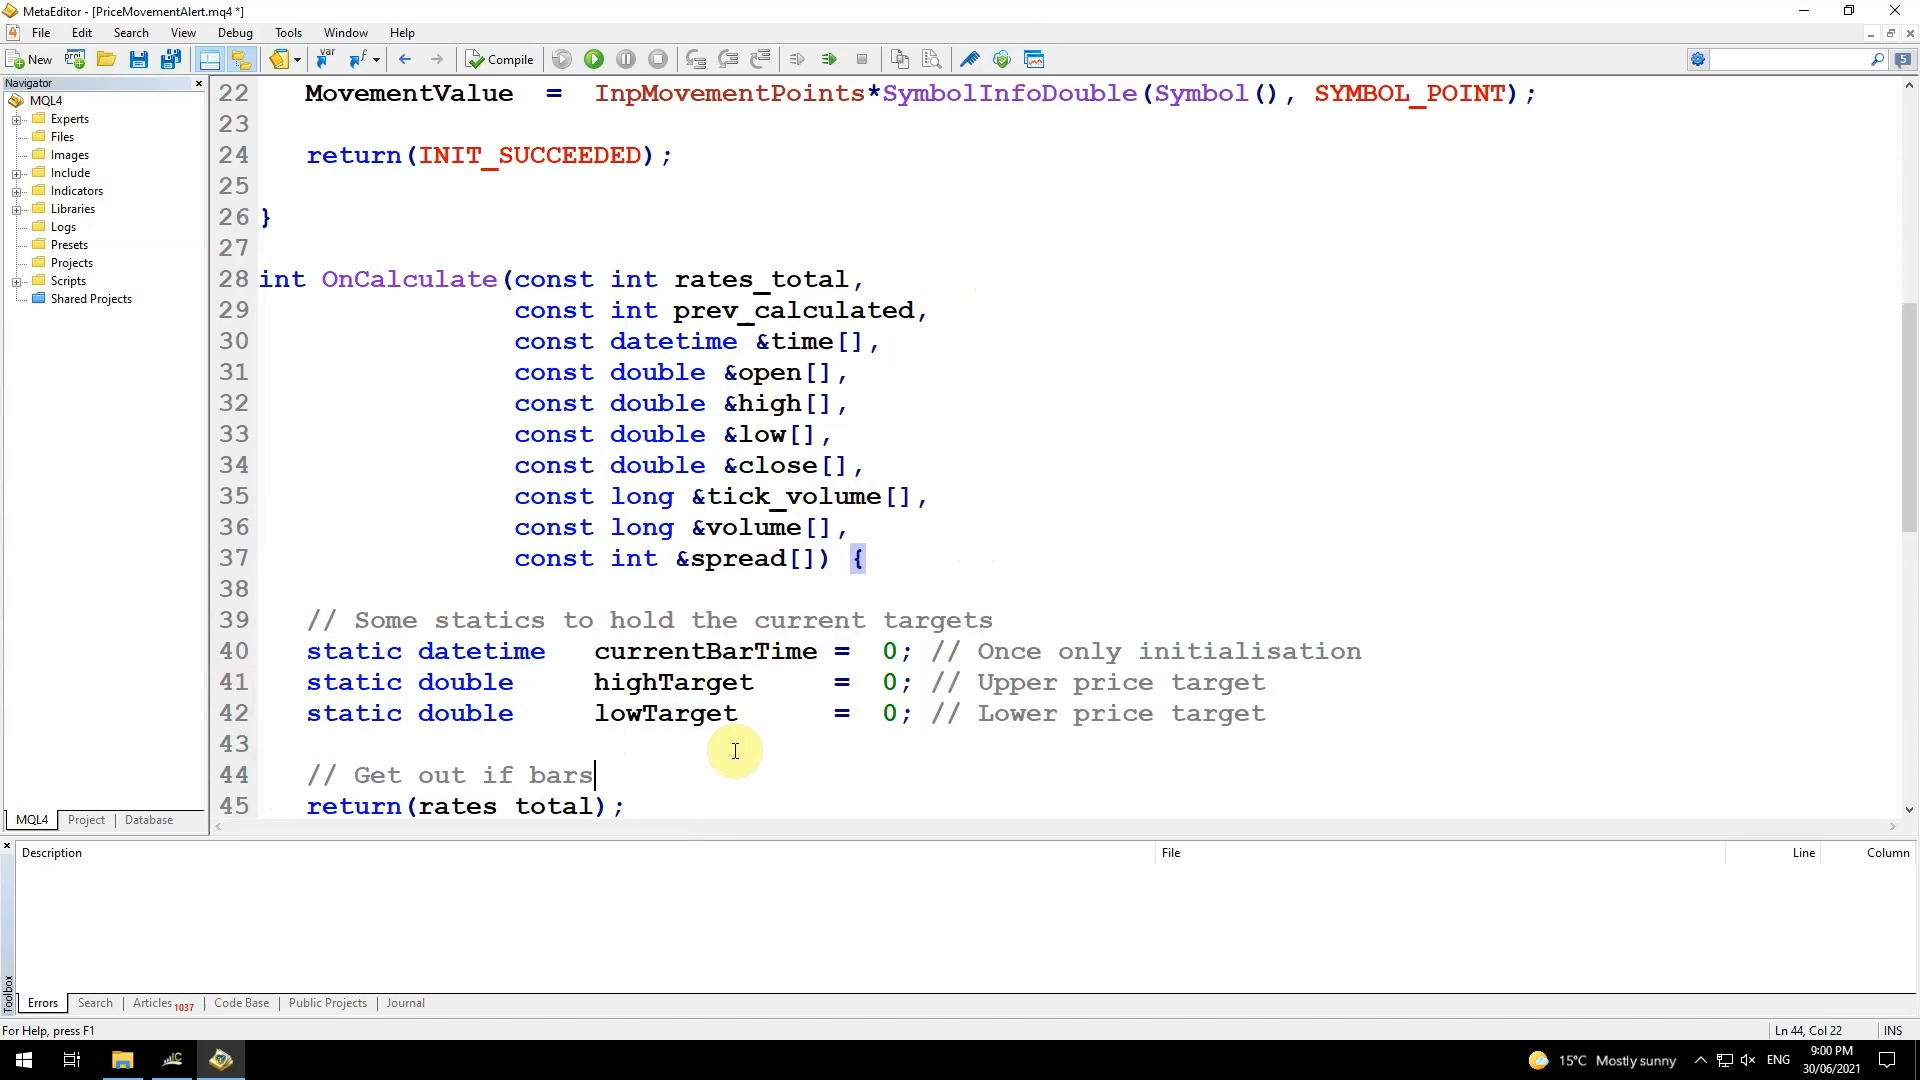 MetaEditor - [PriceMovementAlert.mq4 *]
File Edit Search View Debug Tools Window Help
New Compile
Navigator
MQL4
Experts
Files
Images
Include
Indicators
Libraries
Logs
Presets
Projects
Scripts
Shared Projects
MQL4 Project Database
22 MovementValue = InpMovementPoints*SymbolInfoDouble(Symbol(), SYMBOL_POINT);
23
24 return(INIT_SUCCEEDED);
25
26 }
27
28 int OnCalculate(const int rates_total,
29 const int prev_calculated,
30 const datetime &time[],
31 const double &open[],
32 const double &high[],
33 const double &low[],
34 const double &close[],
35 const long &tick_volume[],
36 const long &volume[],
37 const int &spread[]) {
38
39 // Some statics to hold the current targets
40 static datetime currentBarTime = 0; // Once only initialisation
41 static double highTarget = 0; // Upper price target
42 static double lowTarget = 0; // Lower price target
43
44 // Get out if bars
45 return(rates total);
Description File Line Column
Toolbox
Errors Search Articles 1037 Code Base Public Projects Journal
For Help, press F1 Ln 44, Col 22 INS
15°C Mostly sunny ENG 9:00 PM
30/06/2021